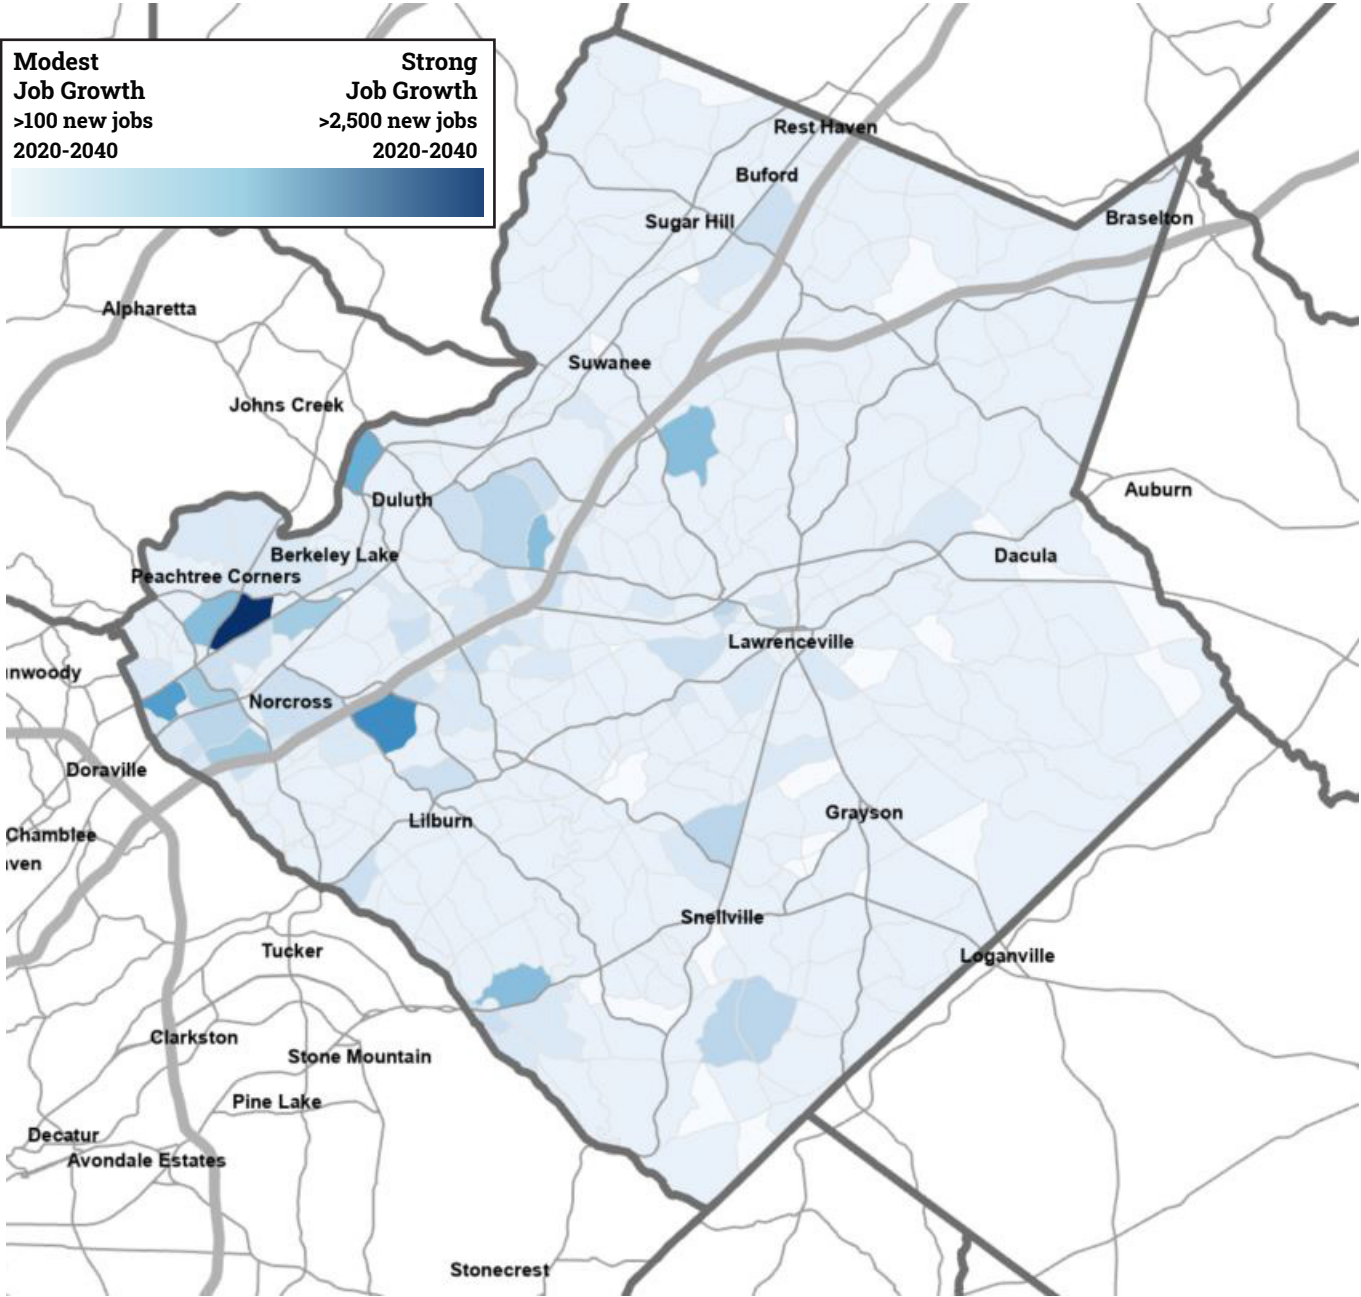 Modest
Job Growth
>100 new jobs
2020-2040
Strong
Job Growth
>2,500 new jobs
2020-2040
Rest Haven
Buford
Sugar Hill
Braselton
Alpharetta
Suwanee
Johns Creek
Duluth
Auburn
Berkeley Lake
Dacula
Peachtree Corners
Lawrenceville
nwoody
Norcross
Doraville
Grayson
Lilburn
Chamblee
aven
Snellville
Tucker
Loganville
Clarkston
Stone Mountain
Pine Lake
Decatur
Avondale Estates
Stonecrest